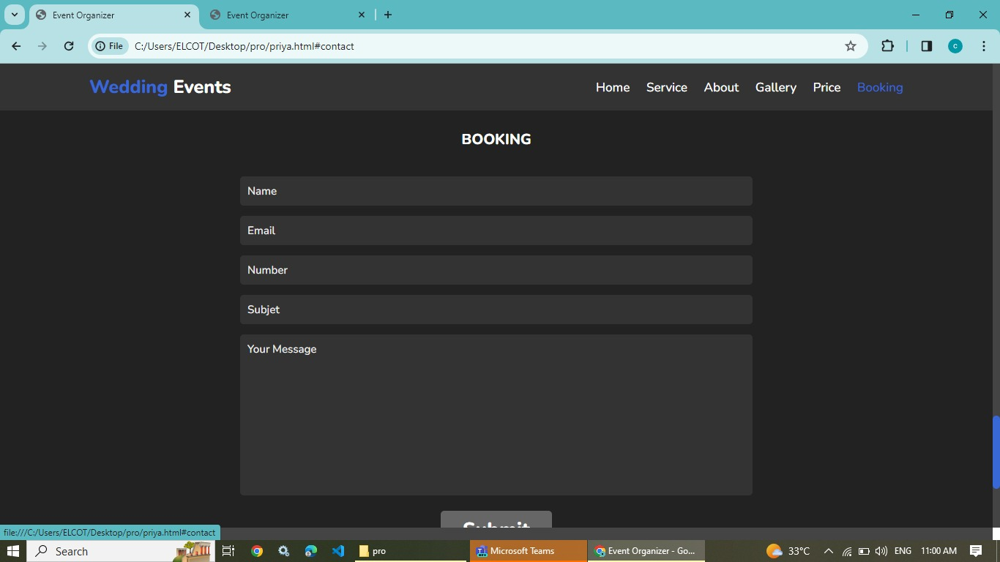 Event Organizer
Event Organizer
File C:/Users/ELCOT/Desktop/pro/priya.html#contact
c
Wedding Events
Home Service About Gallery Price Booking
BOOKING
Name
Email
Number
Subjet
Your Message
Submit
file:///C:/Users/ELCOT/Desktop/pro/priya.html#contact
Search pro Microsoft Teams Event Organizer - Go... 33°C ENG 11:00 AM